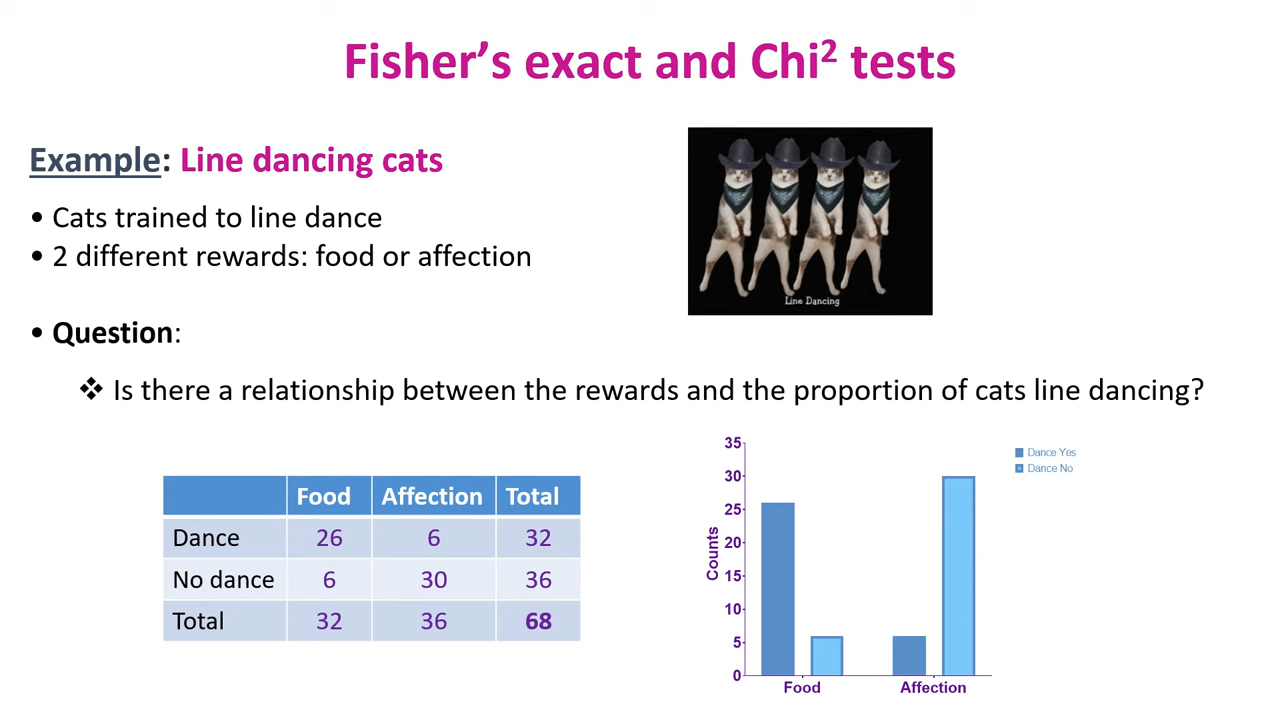 Fisher's exact and Chi² tests
Example: Line dancing cats
• Cats trained to line dance
• 2 different rewards: food or affection
Line Dancing
• Question:
❖ Is there a relationship between the rewards and the proportion of cats line dancing?
Food Affection Total
Dance 26 6 32
No dance 6 30 36
Total 32 36 68
35
30
25
20
15
10
5
0
Counts
Food Affection
Dance Yes
Dance No